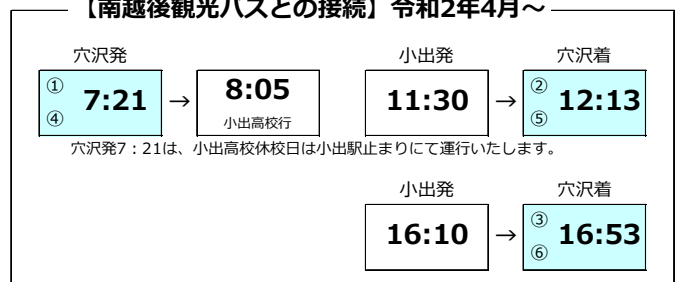 【南越後観光バスとの接続】令和2年4月～
穴沢発 小出発 穴沢着
① ④ 7:21 → 8:05 小出高校行 11:30 → ② ⑤ 12:13
穴沢発7：21は、小出高校休校日は小出駅止まりにて運行いたします。
小出発 穴沢着
16:10 → ③ ⑥ 16:53